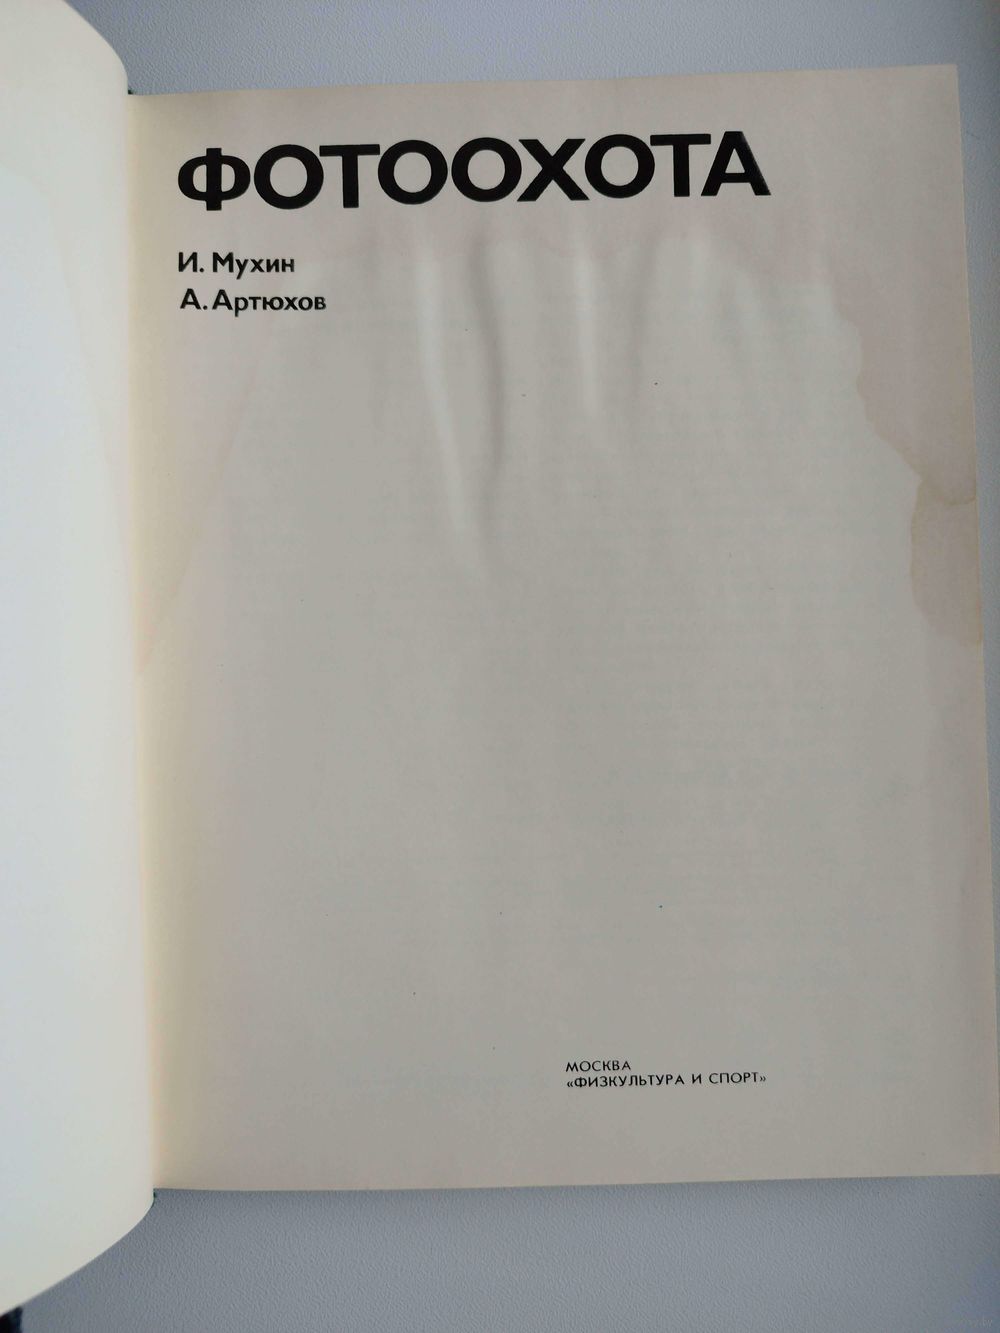 ФОТООХОТА
И. Мухин
А. Артюхов
МОСКВА
«ФИЗКУЛЬТУРА И СПОРТ»